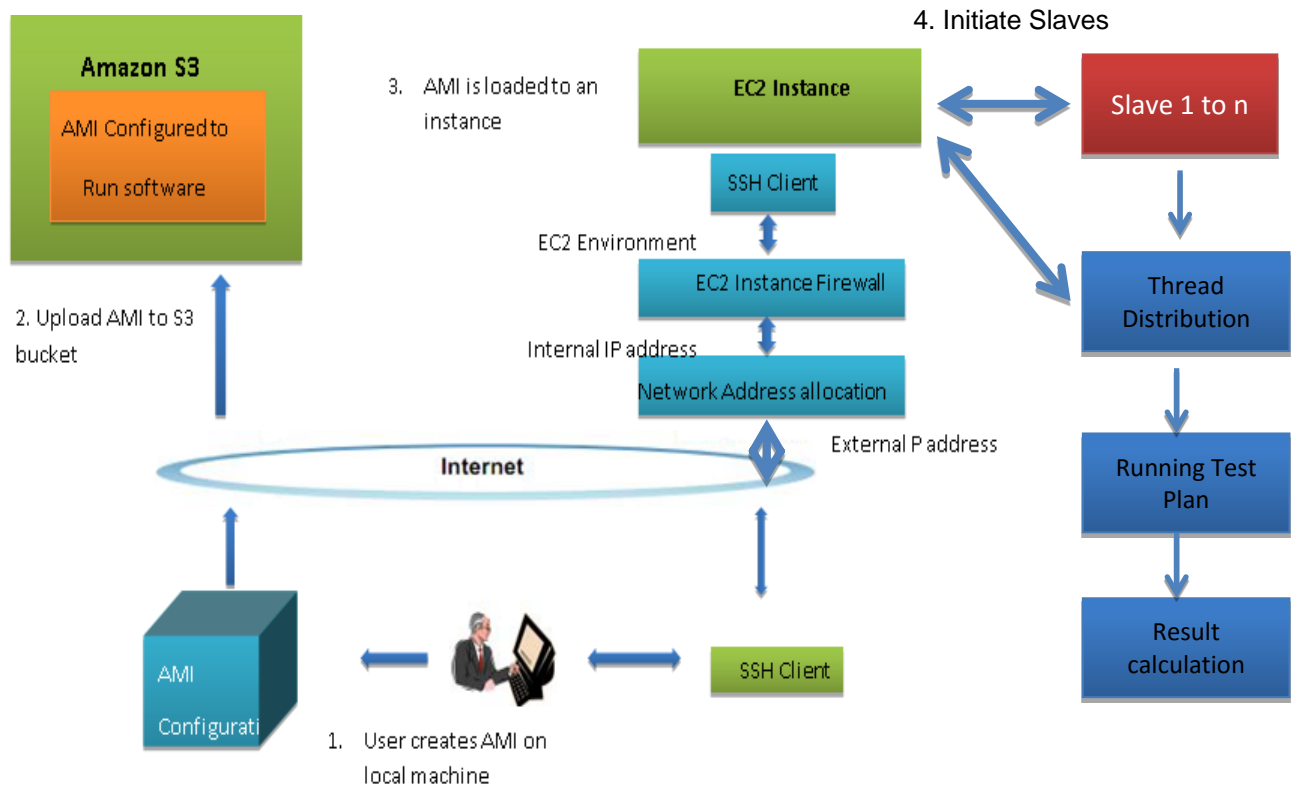 4. Initiate Slaves
Amazon S3
AMI Configured to
Run software
3. AMI is loaded to an
instance
EC2 Instance
Slave 1 to n
SSH Client
EC2 Environment
EC2 Instance Firewall
Thread
Distribution
2. Upload AMI to S3
bucket
Internal IP address
Network Address allocation
External P address
Internet
Running Test
Plan
AMI
Configurati
SSH Client
Result
calculation
1. User creates AMI on
local machine